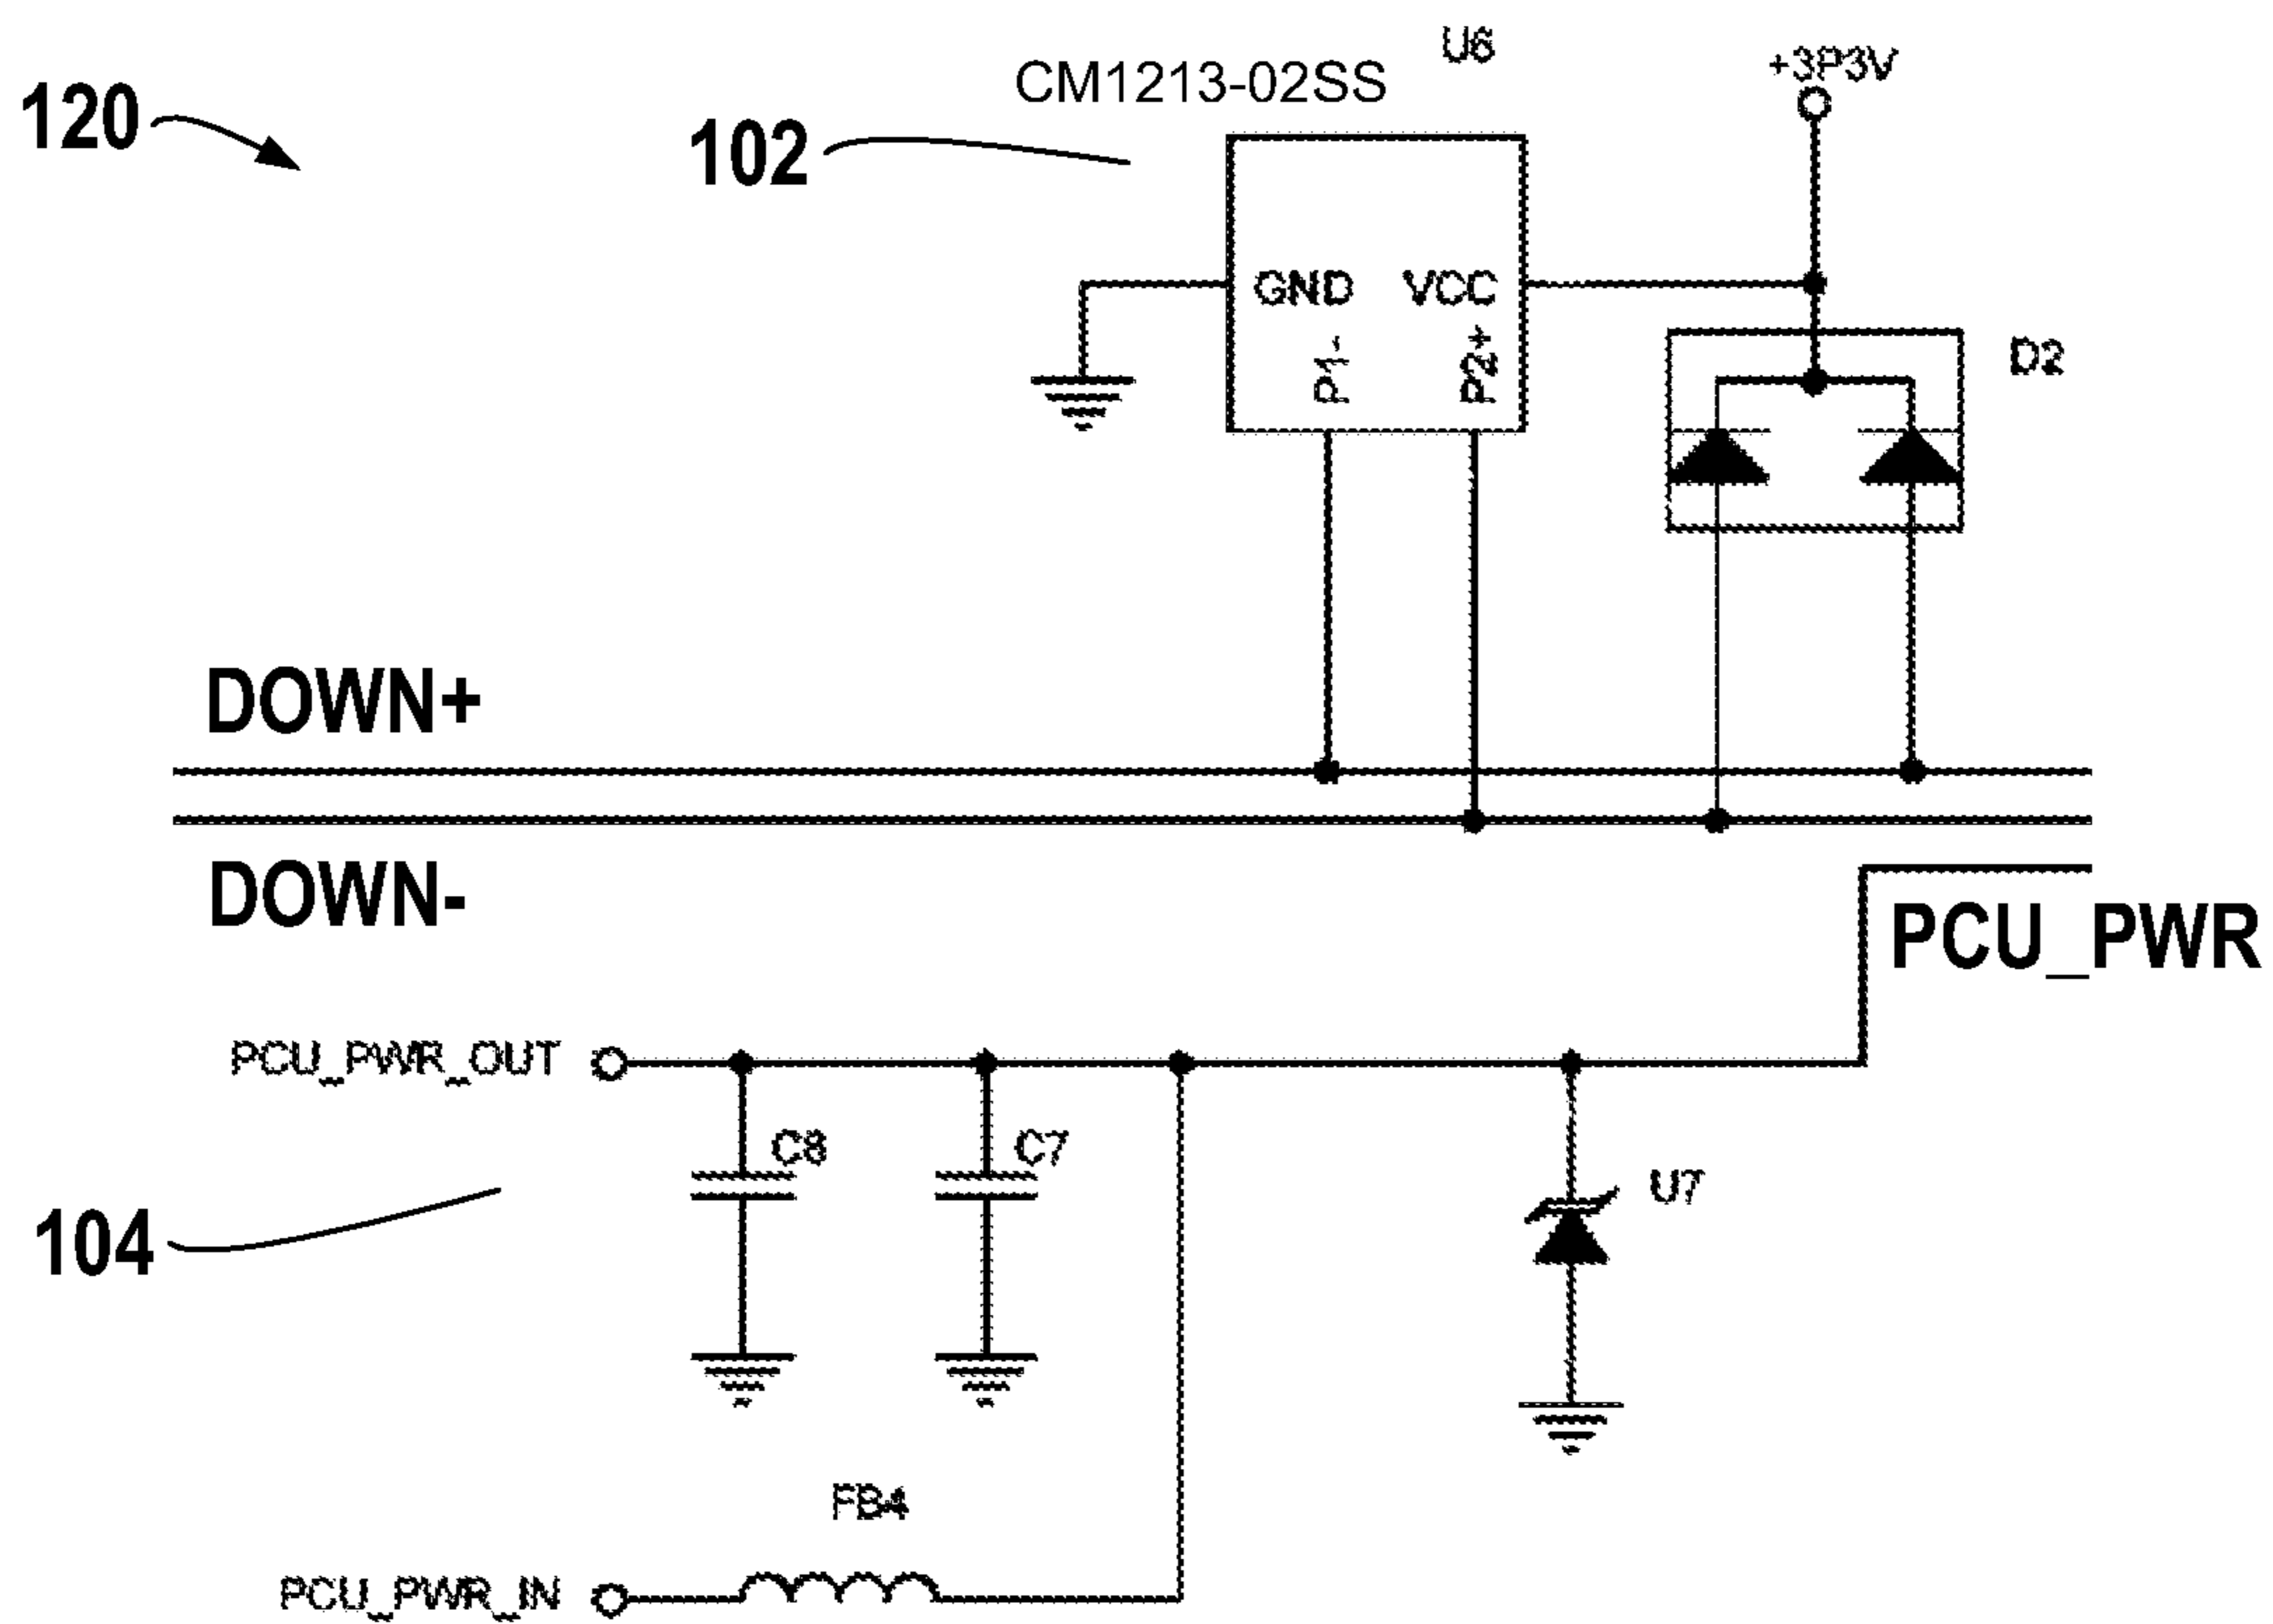 U6
+3P3V
CM1213-02SS
120
102
GND
VCC
P1-
P2+
D2
DOWN+
DOWN-
PCU_PWR
PCU_PWR_OUT
C8
C7
U7
104
FB4
PCU_PWR_IN